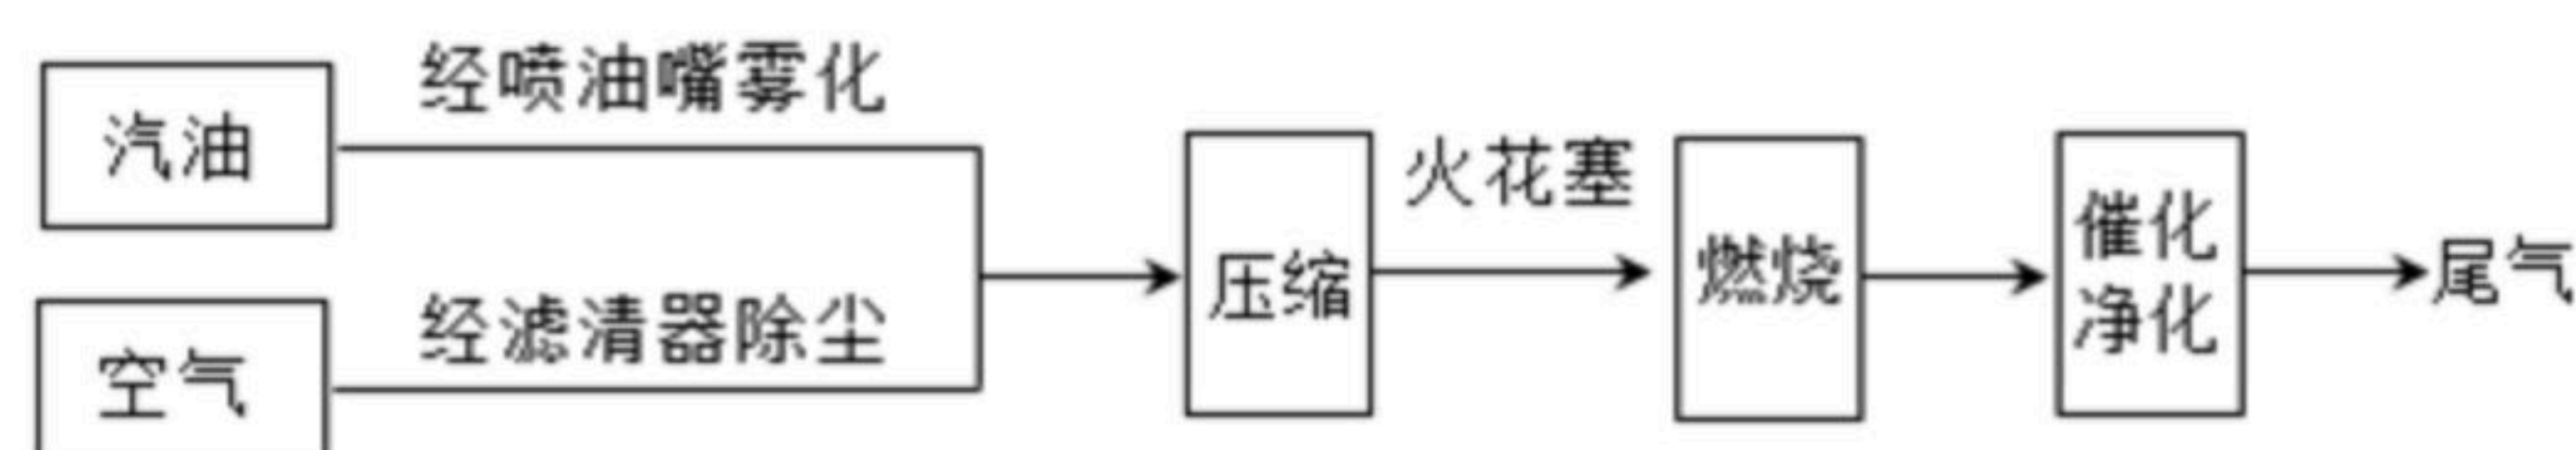 经喷油嘴雾化
汽油
火花塞
压缩
燃烧
催化
净化
尾气
经滤清器除尘
空气